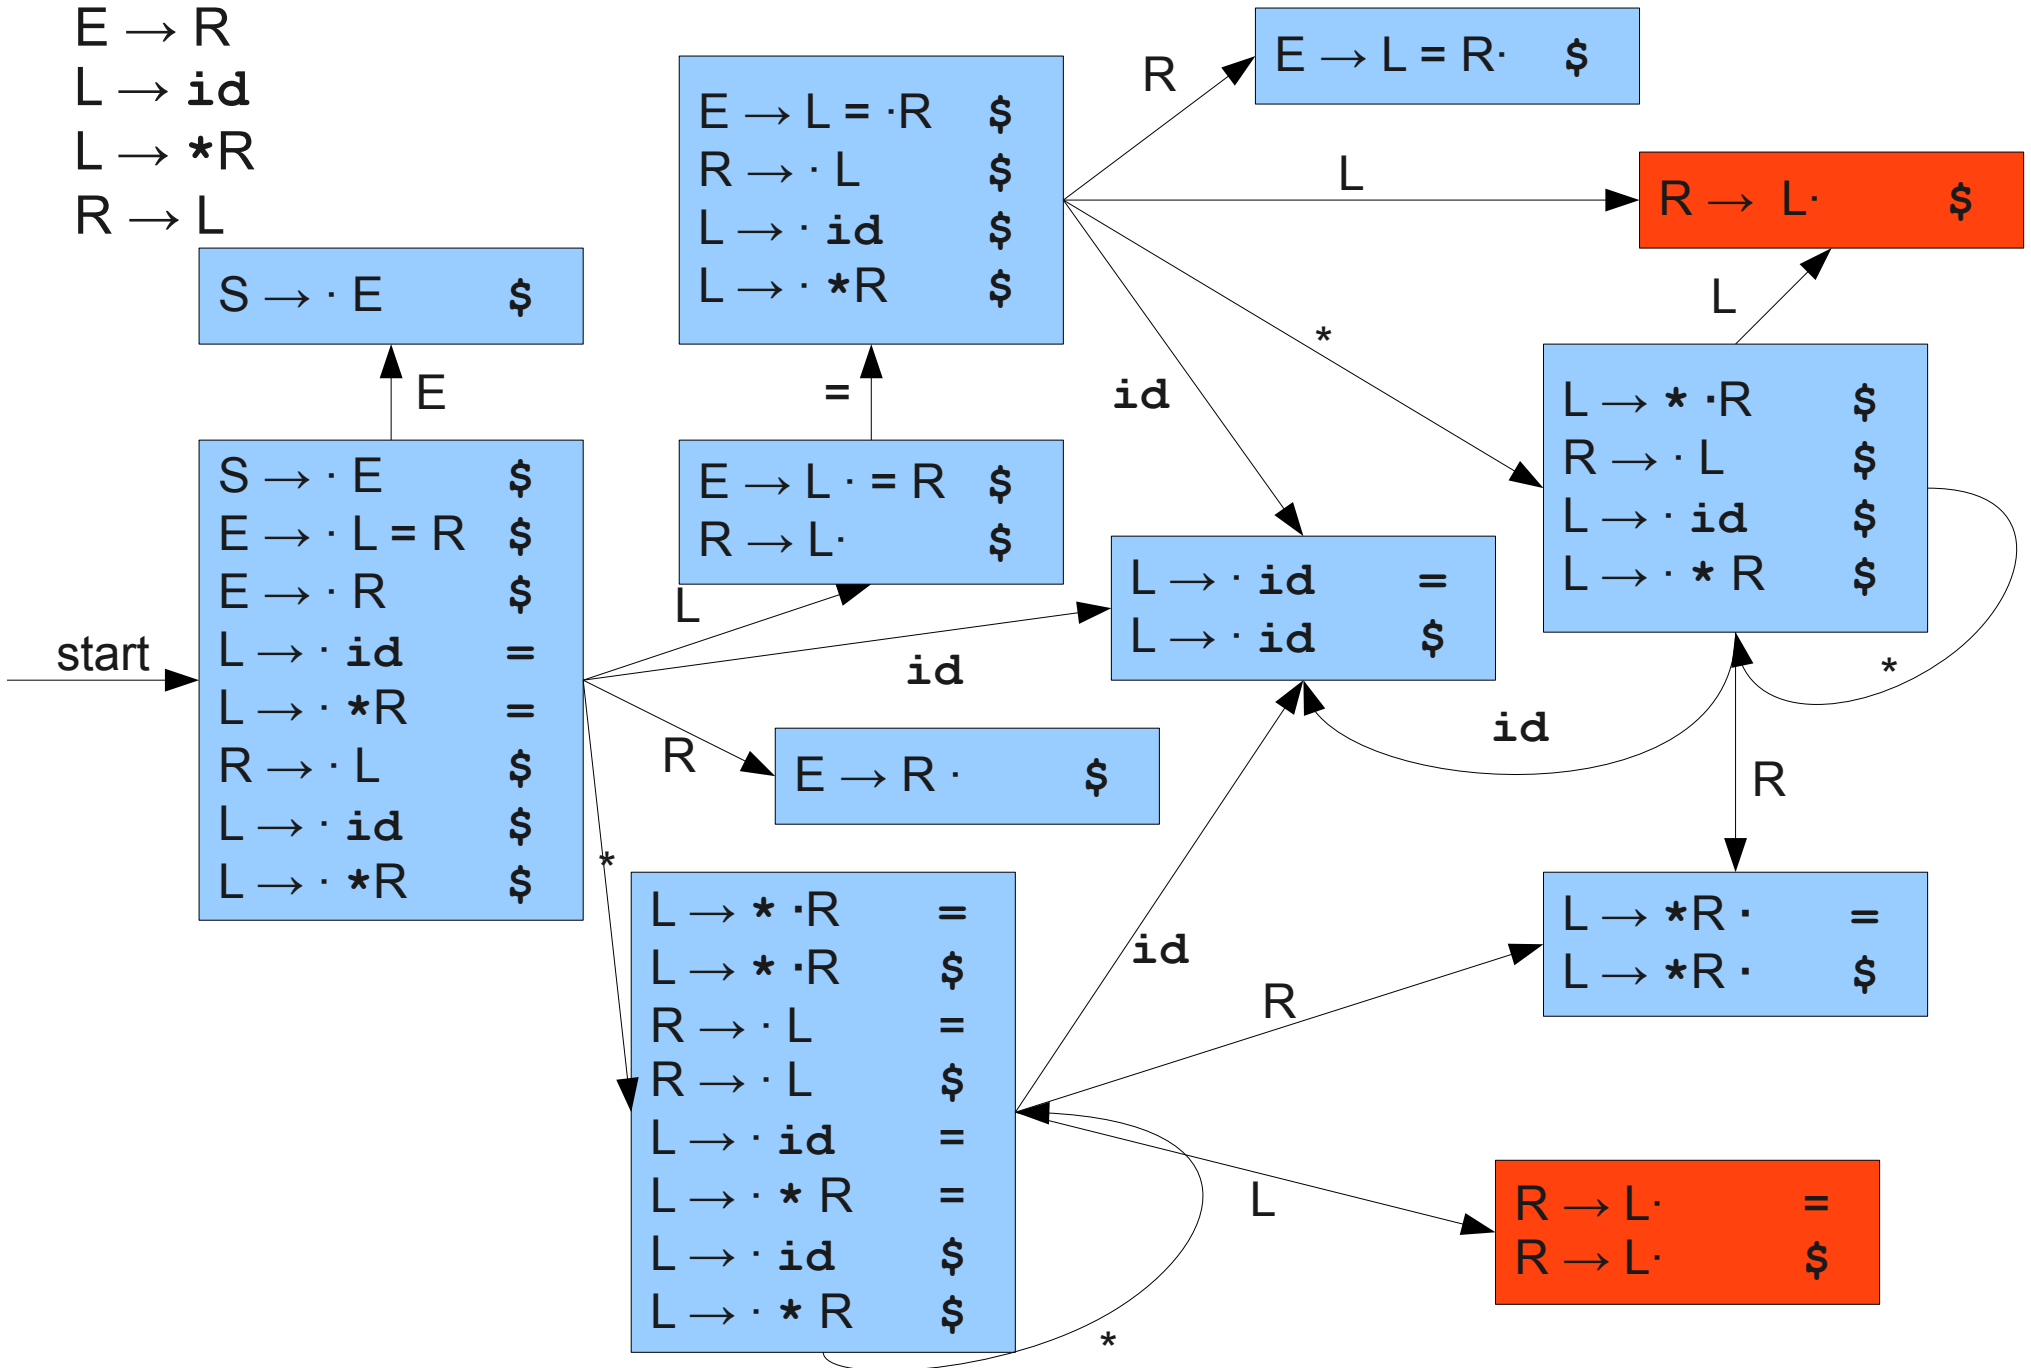 E → R
L → id
L → *R
R → L
S → · E $
E
S → · E $
E → · L = R $
E → · R $
L → · id =
L → · *R =
R → · L $
L → · id $
L → · *R $
start
E → L = ·R $
R → · L $
L → · id $
L → · *R $
=
E → L · = R $
R → L· $
L
id
R
*
R
E → L = R· $
L
R → L· $
*
id
L
L → * ·R $
R → · L $
L → · id $
L → · * R $
*
L → · id =
L → · id $
id
R
E → R · $
L → * ·R =
L → * ·R $
R → · L =
R → · L $
L → · id =
L → · * R =
L → · id $
L → · * R $
id
R
L → *R · =
L → *R · $
L
R → L· =
R → L· $
*